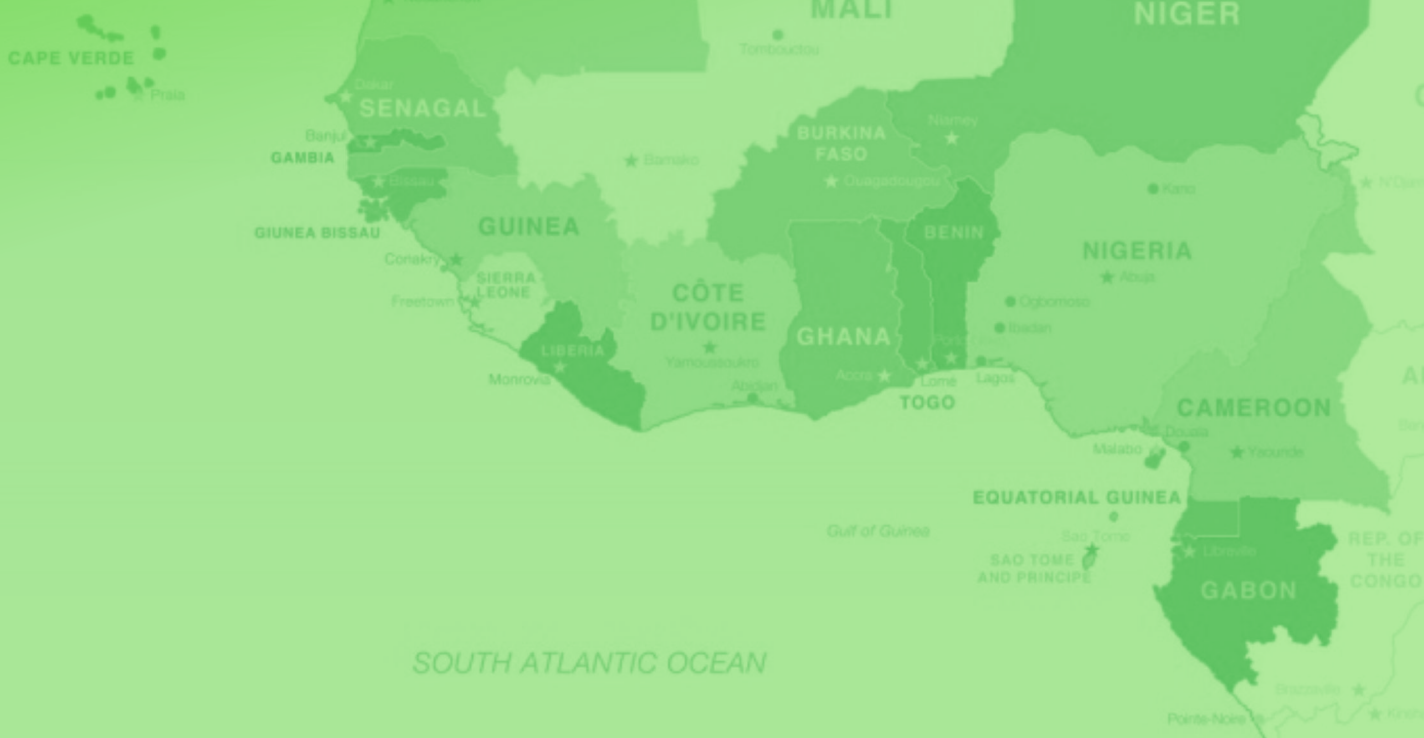 MALI
NIGER
Tombouctou
CAPE VERDE
Praia
Dakar
SENAGAL
Banjul
GAMBIA
Bissau
GIUNEA BISSAU
Bamako
BURKINA
FASO
Ouagadougou
Niamey
Kano
GUINEA
Conakry
SIERRA
LEONE
Freetown
CÔTE
D'IVOIRE
Yamoussoukro
Abidjan
LIBERIA
Monrovia
GHANA
Accra
BENIN
Lomé
TOGO
NIGERIA
Abuja
Ogbomoso
Ibadan
Lagos
CAMEROON
Douala
Yaounde
Malabo
EQUATORIAL GUINEA
Gulf of Guinea
Sao Tome
SAO TOME
AND PRINCIPE
Libreville
GABON
REP. OF
THE
CONGO
SOUTH ATLANTIC OCEAN
Brazzaville
Pointe-Noire